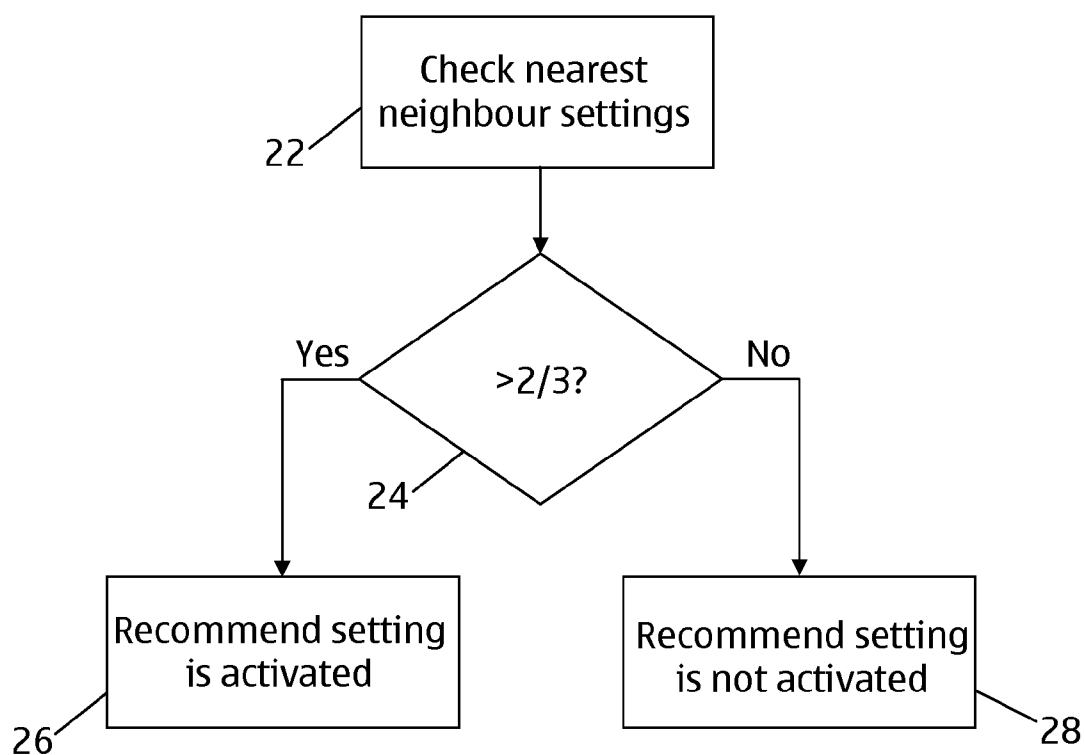 Check nearest
neighbour settings
22
Yes
No
>2/3?
24
Recommend setting
is activated
Recommend setting
is not activated
26
28